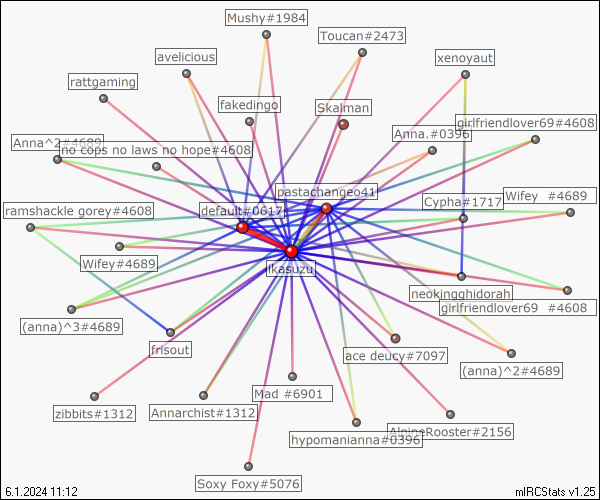 Mushy#1984
Toucan#2473
avelicious
xenoyaut
rattgaming
fakedingo
Skalman
girlfriendlover69#4608
Anna.#0396
Anna^2#4689
no cops no laws no hope#4608
pastachangeo41
Wifey #4689
Cypha#1717
ramshackle gorey#4608
default#0617
Wifey#4689
ikasuzu
neokingghidorah
girlfriendlover69 #4608
(anna)^3#4689
frisout
ace deucy#7097
(anna)^2#4689
Mad #6901
zibbits#1312
Annarchist#1312
AlpineRooster#2156
hypomanianna#0396
Soxy Foxy#5076
6.1.2024 11:12
mIRCStats v1.25